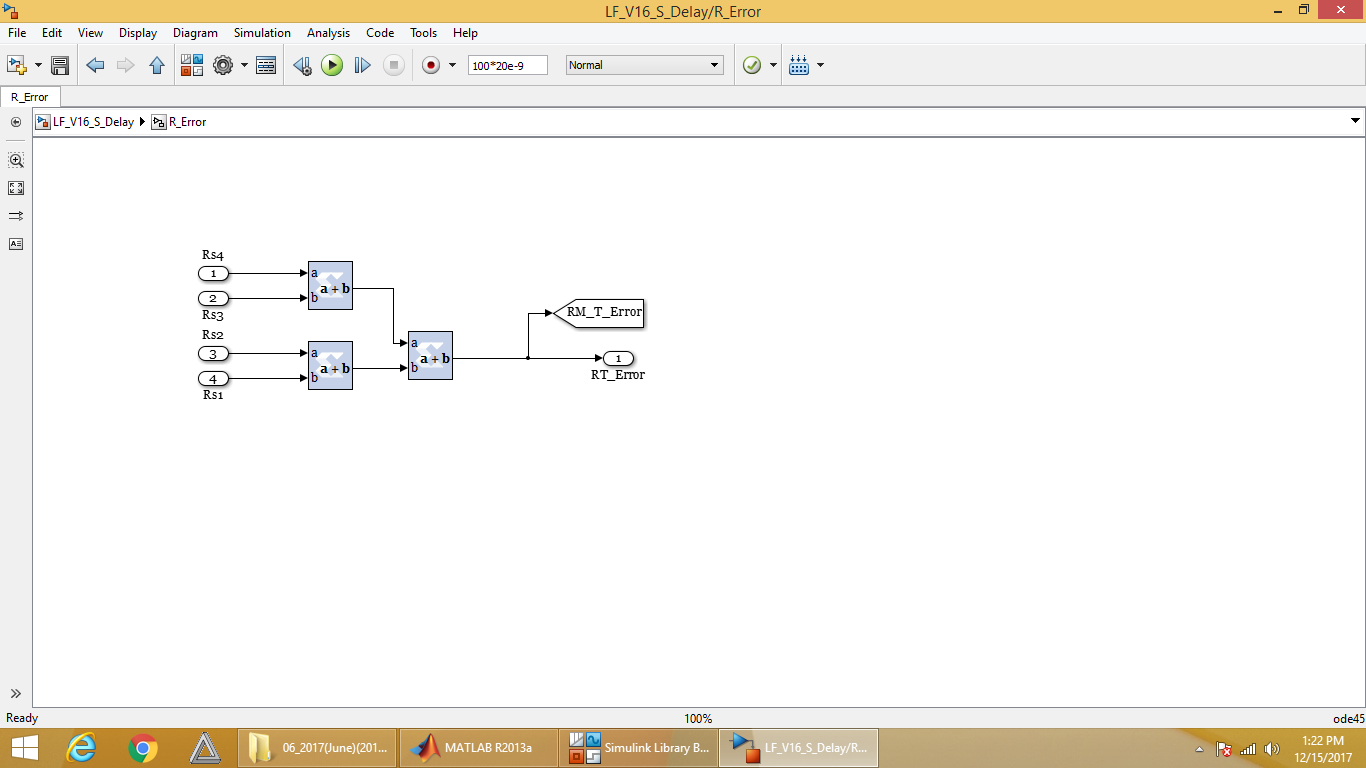 LF_V16_S_Delay/R_Error
File Edit View Display Diagram Simulation Analysis Code Tools Help
100*20e-9 Normal
R_Error
LF_V16_S_Delay R_Error
Rs4
1
a
b
a + b
2
Rs3
Rs2
3
a
b
a + b
4
Rs1
a
b
a + b
RM_T_Error
1
RT_Error
Ready 100% ode45
06_2017(June)(201... MATLAB R2013a Simulink Library B... LF_V16_S_Delay/R...
1:22 PM
12/15/2017